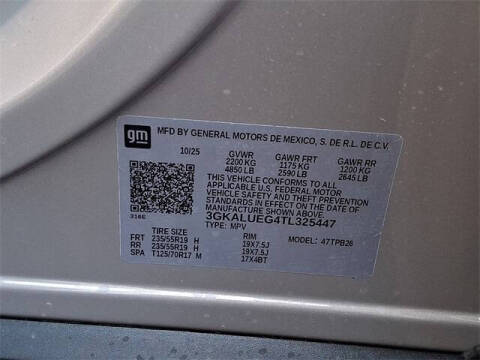 gm
MFD BY GENERAL MOTORS DE MEXICO, S. DE R.L. DE C.V.
10/25 GVWR GAWR FRT GAWR RR
2200 KG 1175 KG 1200 KG
4850 LB 2590 LB 2645 LB
THIS VEHICLE CONFORMS TO ALL
APPLICABLE U.S. FEDERAL MOTOR
VEHICLE SAFETY STANDARDS IN EFFECT
ON THE DATE OF
MANUFACTURE SHOWN ABOVE.
3GKALUEG4TL325447
316E TYPE: MPV MODEL: 47TPB26
TIRE SIZE RIM
FRT 235/55R19 H 19X7.5J
RR 235/55R19 H 19X7.5J
SPA T125/70R17 M 17X4BT